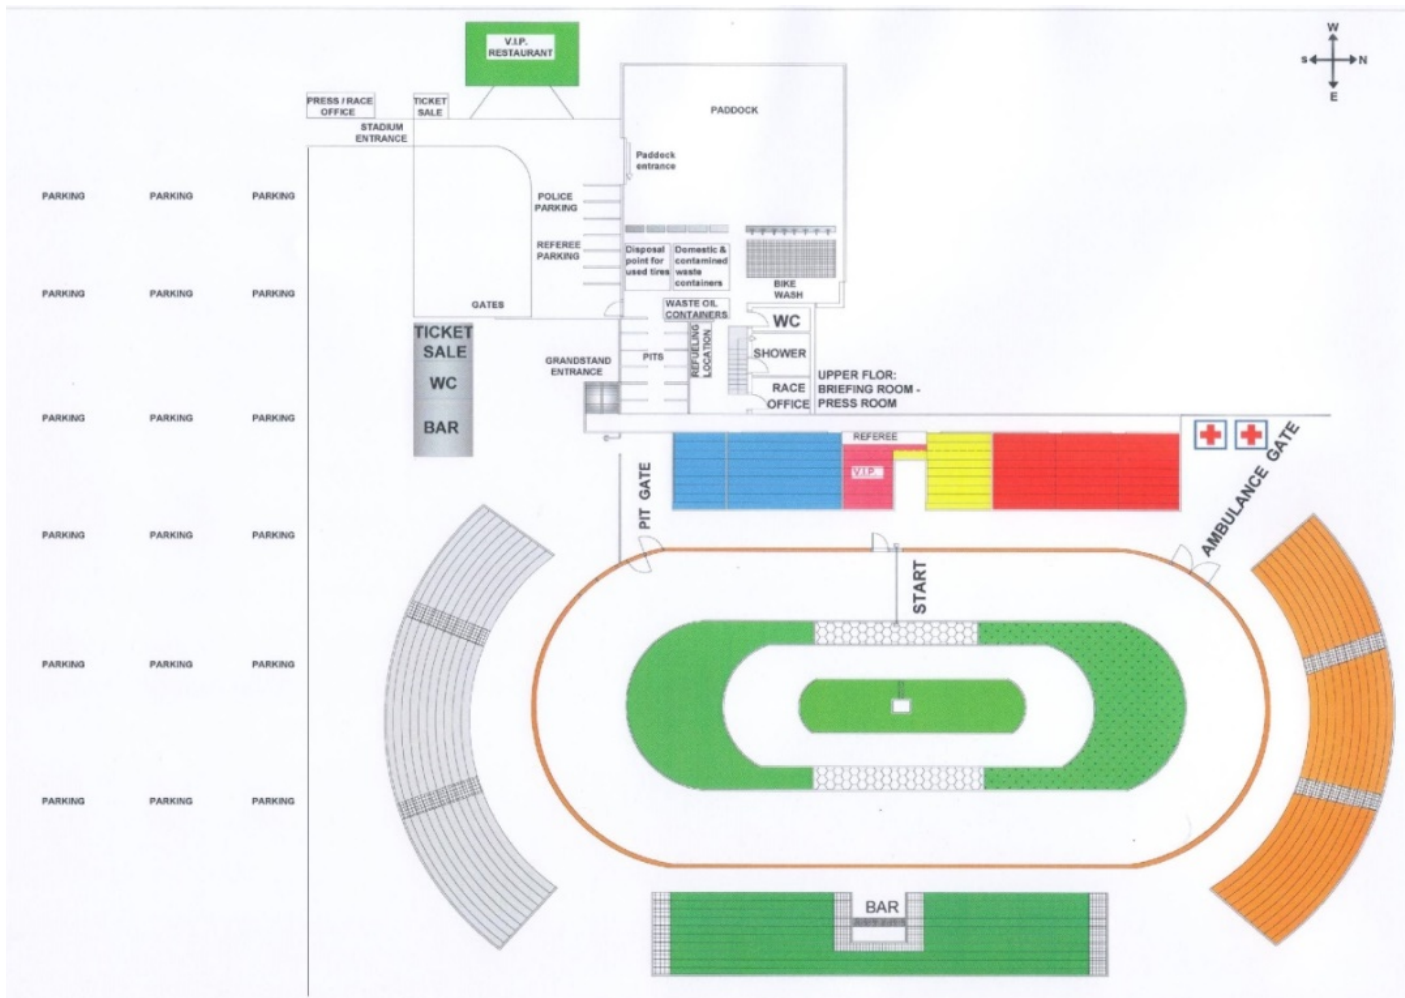 V.I.P.
RESTAURANT
W
S
N
E
PRESS / RACE
OFFICE
TICKET
SALE
PADDOCK
STADIUM
ENTRANCE
Paddock
entrance
PARKING
PARKING
PARKING
POLICE
PARKING
REFEREE
PARKING
Disposal
point for
used tires
Domestic &
contamined
waste
containers
BIKE
WASH
PARKING
PARKING
PARKING
GATES
WASTE OIL
CONTAINERS
WC
TICKET
SALE
WC
BAR
GRANDSTAND
ENTRANCE
PITS
REFUELING
LOCATION
SHOWER
RACE
OFFICE
UPPER FLOR:
BRIEFING ROOM -
PRESS ROOM
PARKING
PARKING
PARKING
REFEREE
V.I.P.
PIT GATE
AMBULANCE GATE
PARKING
PARKING
PARKING
START
PARKING
PARKING
PARKING
PARKING
PARKING
PARKING
BAR